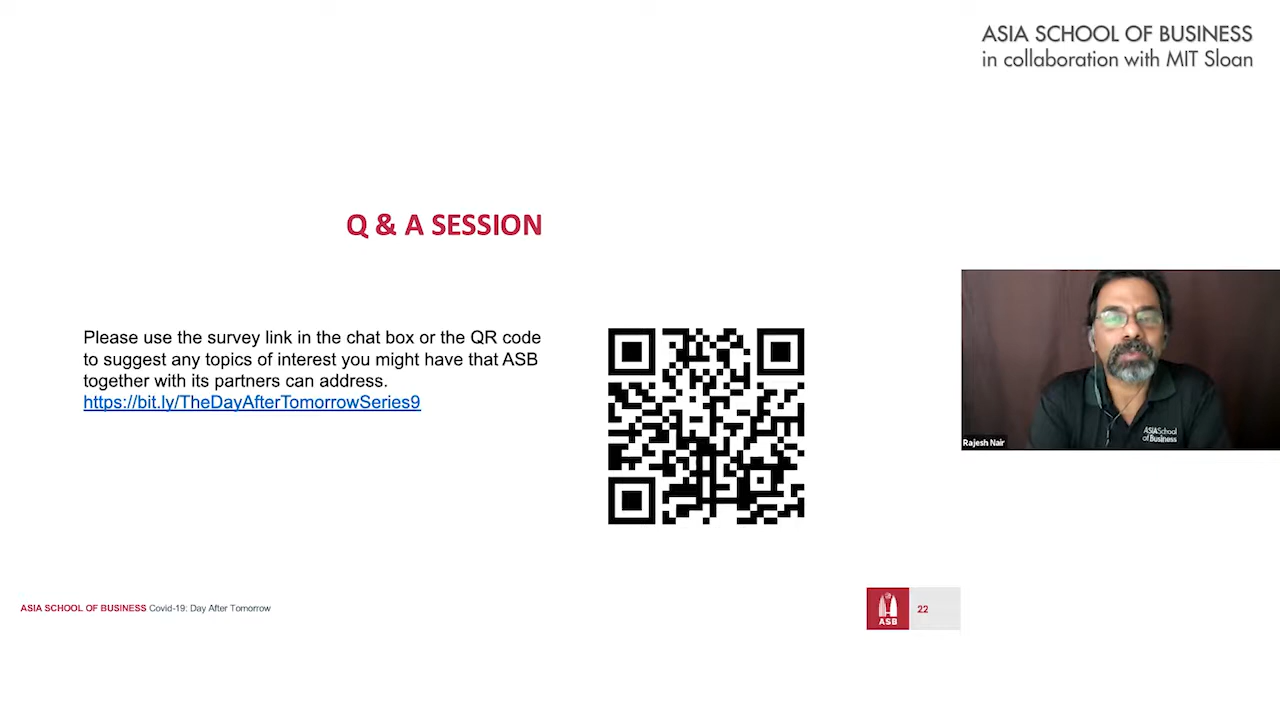 ASIA SCHOOL OF BUSINESS
in collaboration with MIT Sloan
Q & A SESSION
Please use the survey link in the chat box or the QR code
to suggest any topics of interest you might have that ASB
together with its partners can address.
https://bit.ly/TheDayAfterTomorrowSeries9
ASIASchool
of Business
Rajesh Nair
ASIA SCHOOL OF BUSINESS Covid-19: Day After Tomorrow
ASB
22